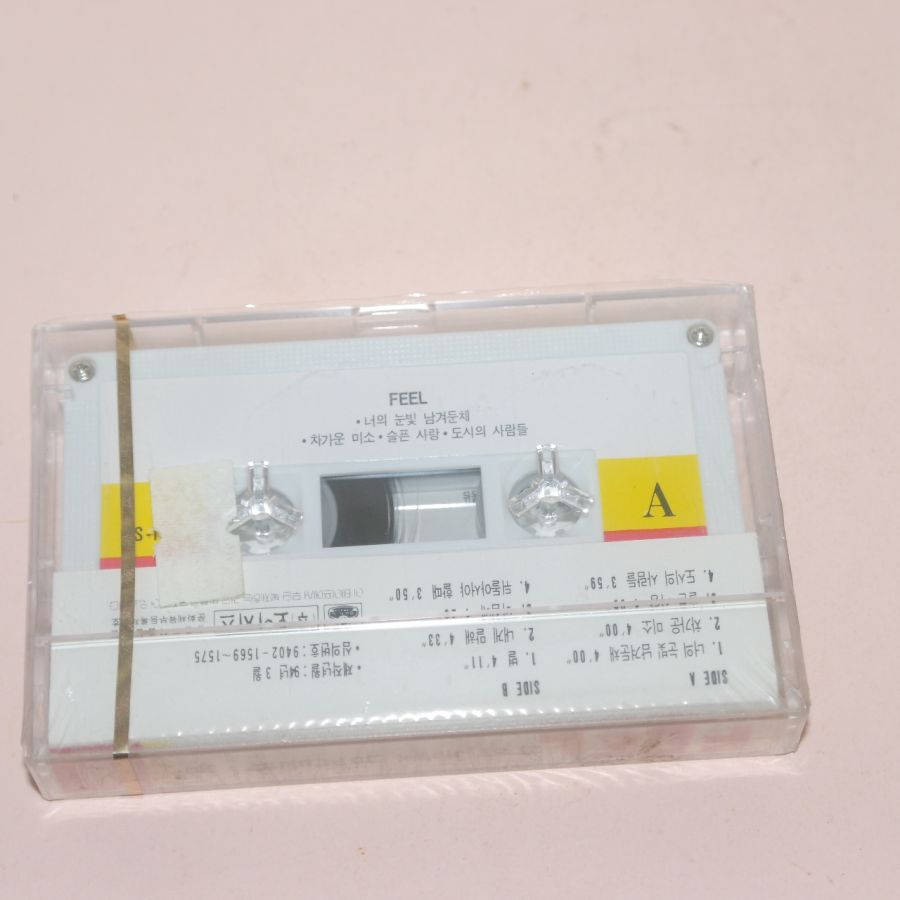 FEEL
•너의 눈빛 남겨둔채
•차가운 미소•슬픈 사랑•도시의 사람들
A
SIDE A
1. 너의 눈빛 남겨둔채 4'00"
2. 차가운 미소 4'00"
4. 도시의 사람들 3'59"
SIDE B
1. 별 4'11"
2. 내게 말해 4'33"
4. 뒤돌아서야 할때 3'50"
•제작년월:94년 3월
•심의번호:9402-1569~1575